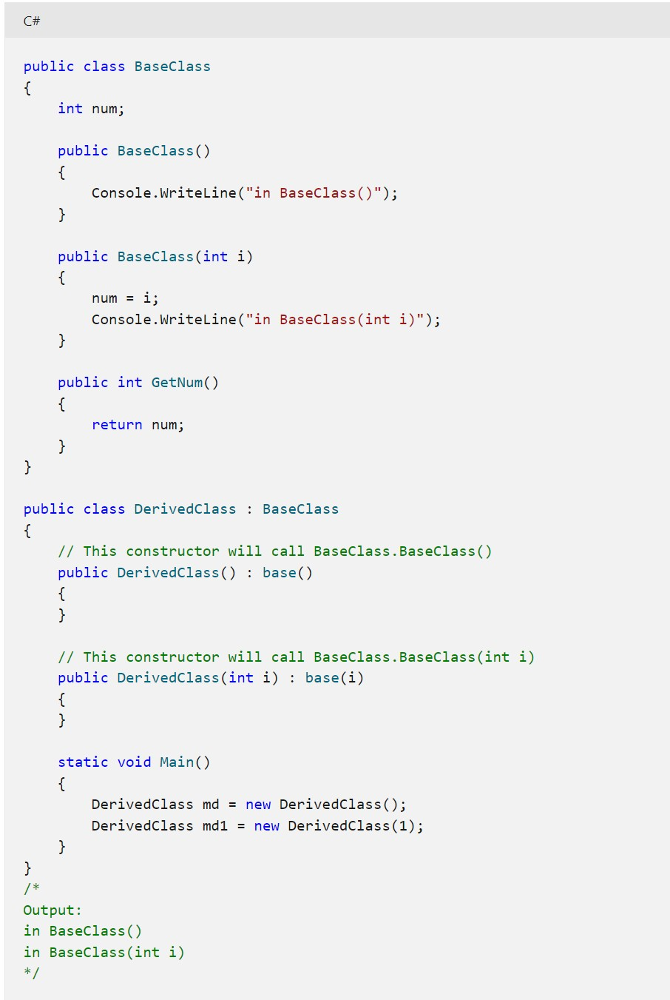 C#
public class BaseClass
{
    int num;

    public BaseClass()
    {
        Console.WriteLine("in BaseClass()");
    }

    public BaseClass(int i)
    {
        num = i;
        Console.WriteLine("in BaseClass(int i)");
    }

    public int GetNum()
    {
        return num;
    }
}

public class DerivedClass : BaseClass
{
    // This constructor will call BaseClass.BaseClass()
    public DerivedClass() : base()
    {
    }

    // This constructor will call BaseClass.BaseClass(int i)
    public DerivedClass(int i) : base(i)
    {
    }

    static void Main()
    {
        DerivedClass md = new DerivedClass();
        DerivedClass md1 = new DerivedClass(1);
    }
}
/*
Output:
in BaseClass()
in BaseClass(int i)
*/